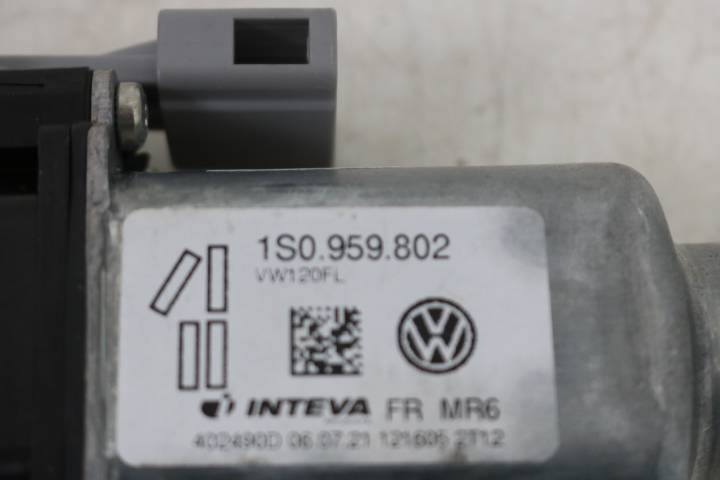 1S0.959.802
VW120FL
INTEVA FR MR6
402490D 06.07.21 121605 2T12